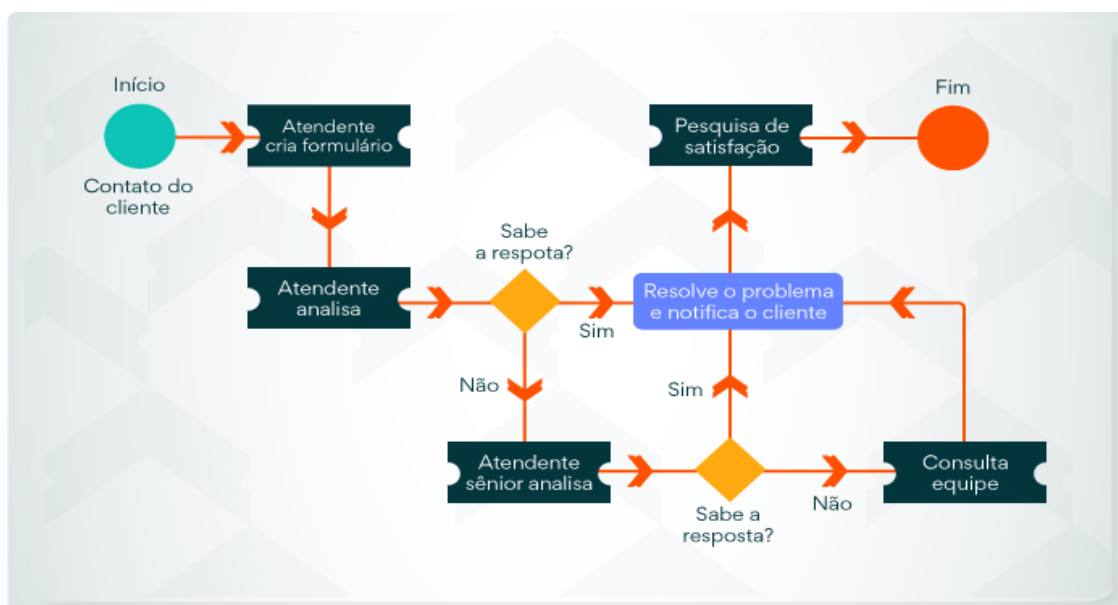 Início
Contato do
cliente
Atendente
cria formulário
Atendente
analisa
Sabe
a respota?
Sim
Não
Resolve o problema
e notifica o cliente
Pesquisa de
satisfação
Fim
Atendente
sênior analisa
Sabe a
resposta?
Sim
Não
Consulta
equipe